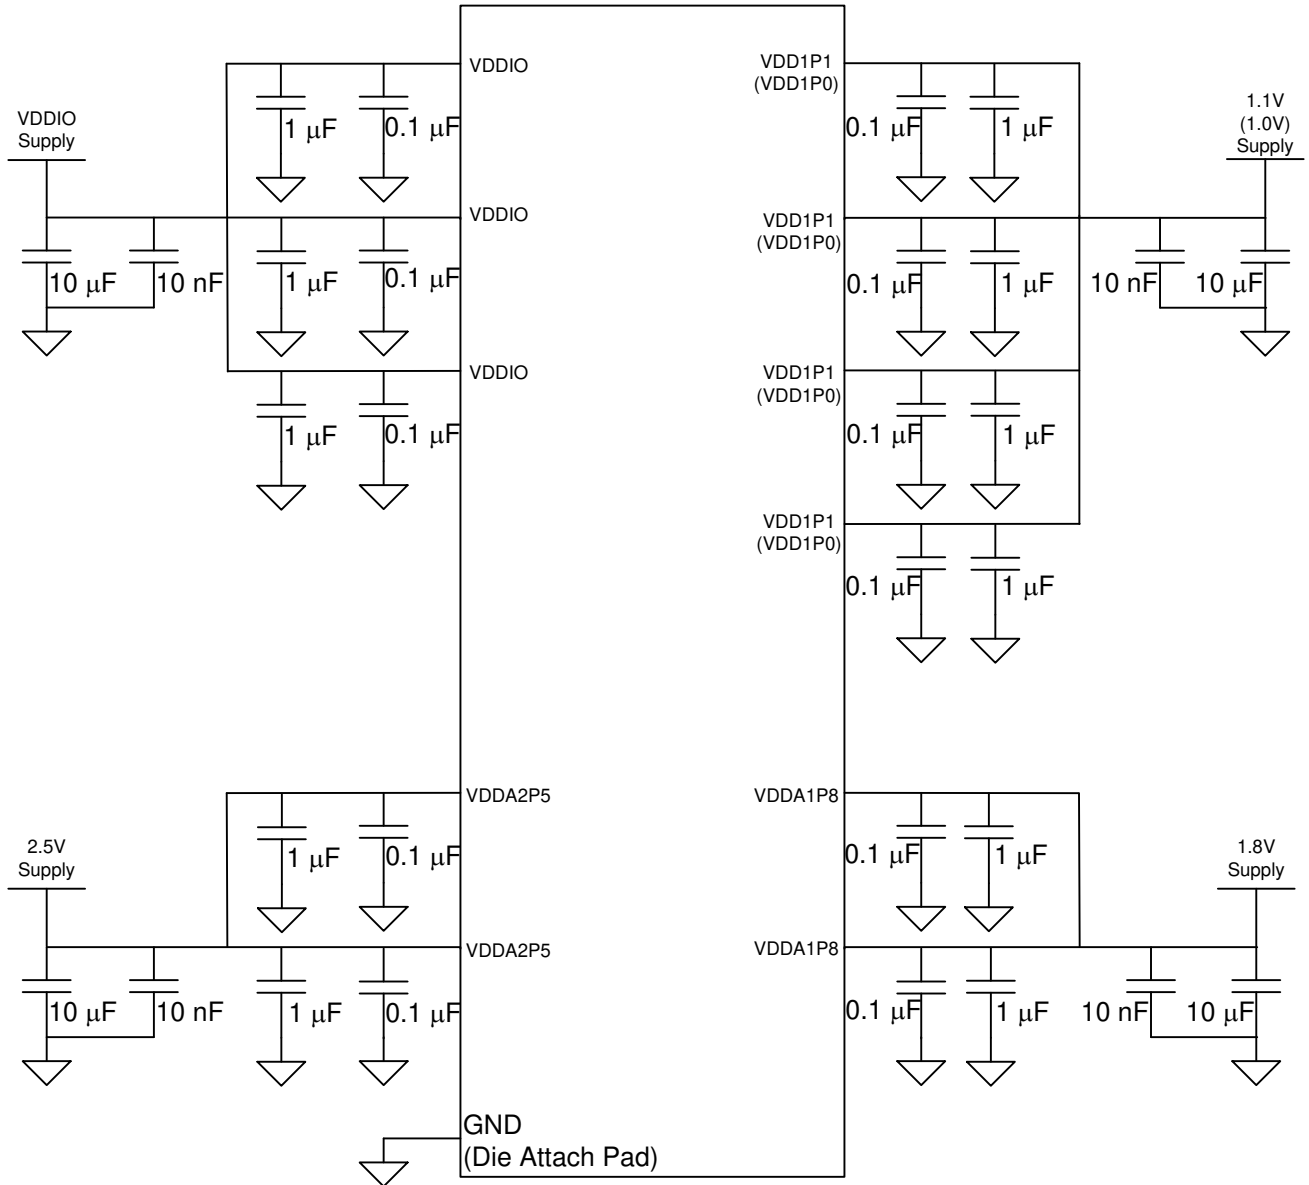 VDDIO
Supply
10 μF
10 nF
VDDIO
1 μF
0.1 μF
VDDIO
1 μF
0.1 μF
VDDIO
1 μF
0.1 μF
VDD1P1
(VDD1P0)
0.1 μF
1 μF
VDD1P1
(VDD1P0)
0.1 μF
1 μF
VDD1P1
(VDD1P0)
0.1 μF
1 μF
VDD1P1
(VDD1P0)
0.1 μF
1 μF
1.1V
(1.0V)
Supply
10 nF
10 μF
2.5V
Supply
10 μF
10 nF
VDDA2P5
1 μF
0.1 μF
VDDA2P5
1 μF
0.1 μF
VDDA1P8
0.1 μF
1 μF
VDDA1P8
0.1 μF
1 μF
1.8V
Supply
10 nF
10 μF
GND
(Die Attach Pad)